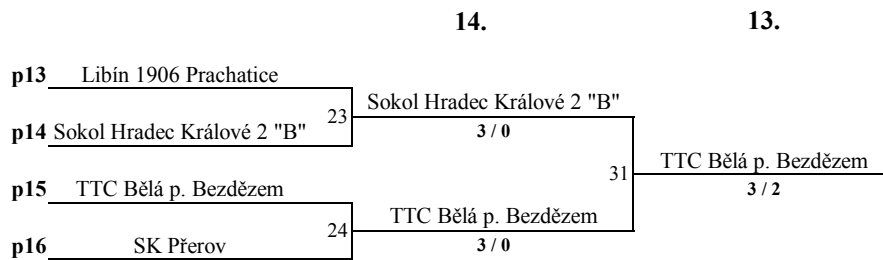 14. 13.
p13 Libín 1906 Prachatice
23 Sokol Hradec Králové 2 "B"
p14 Sokol Hradec Králové 2 "B" 3 / 0
31 TTC Bělá p. Bezdězem
p15 TTC Bělá p. Bezdězem 3 / 2
24 TTC Bělá p. Bezdězem
p16 SK Přerov 3 / 0